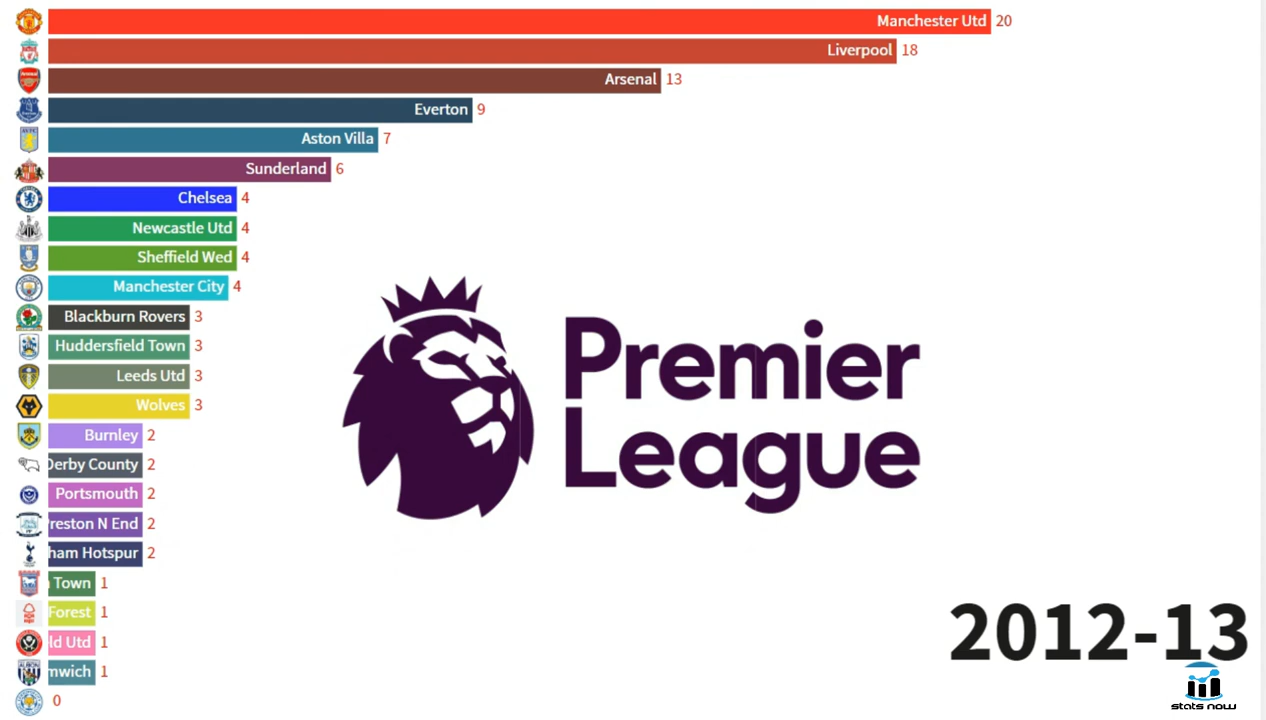 Manchester Utd 20
Liverpool 18
Arsenal 13
Everton 9
Aston Villa 7
Sunderland 6
Chelsea 4
Newcastle Utd 4
Sheffield Wed 4
Manchester City 4
Blackburn Rovers 3
Huddersfield Town 3
Leeds Utd 3
Wolves 3
Burnley 2
Derby County 2
Portsmouth 2
Preston N End 2
ham Hotspur 2
Town 1
Forest 1
ld Utd 1
mwich 1
0
Premier
League
2012-13
stats now